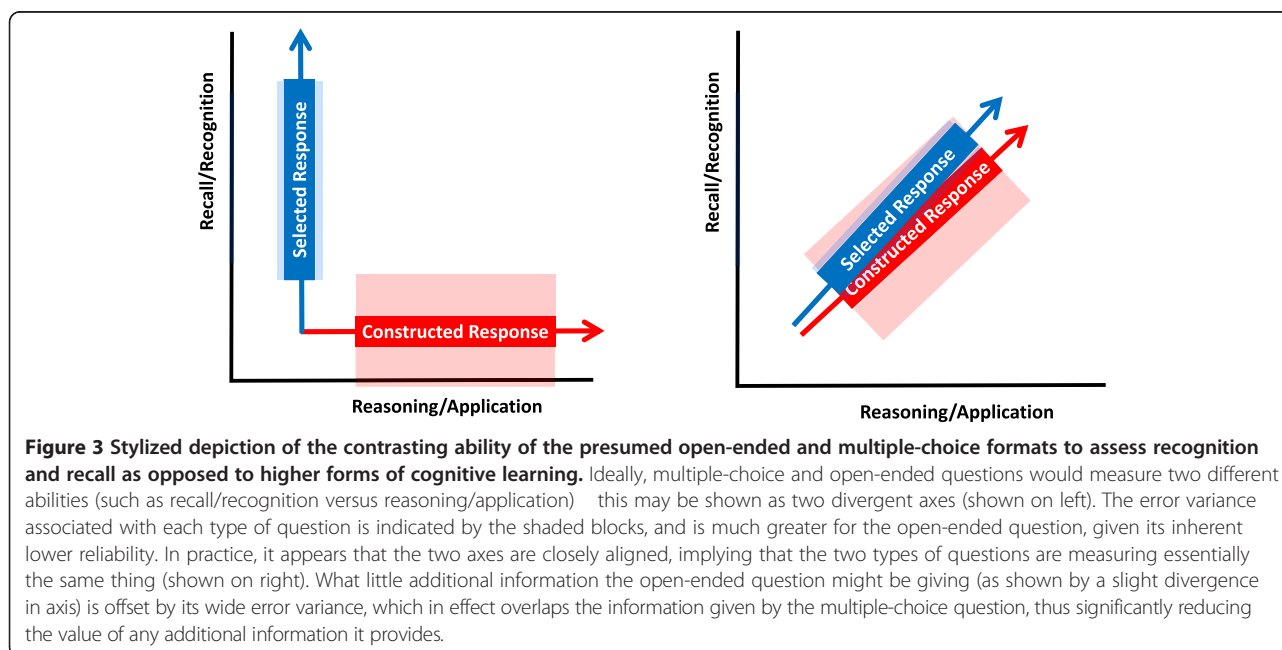 Recall/Recognition
Selected Response
Constructed Response
Reasoning/Application
Recall/Recognition
Selected Response
Constructed Response
Reasoning/Application
Figure 3 Stylized depiction of the contrasting ability of the presumed open-ended and multiple-choice formats to assess recognition
and recall as opposed to higher forms of cognitive learning. Ideally, multiple-choice and open-ended questions would measure two different
abilities (such as recall/recognition versus reasoning/application) this may be shown as two divergent axes (shown on left). The error variance
associated with each type of question is indicated by the shaded blocks, and is much greater for the open-ended question, given its inherent
lower reliability. In practice, it appears that the two axes are closely aligned, implying that the two types of questions are measuring essentially
the same thing (shown on right). What little additional information the open-ended question might be giving (as shown by a slight divergence
in axis) is offset by its wide error variance, which in effect overlaps the information given by the multiple-choice question, thus significantly reducing
the value of any additional information it provides.